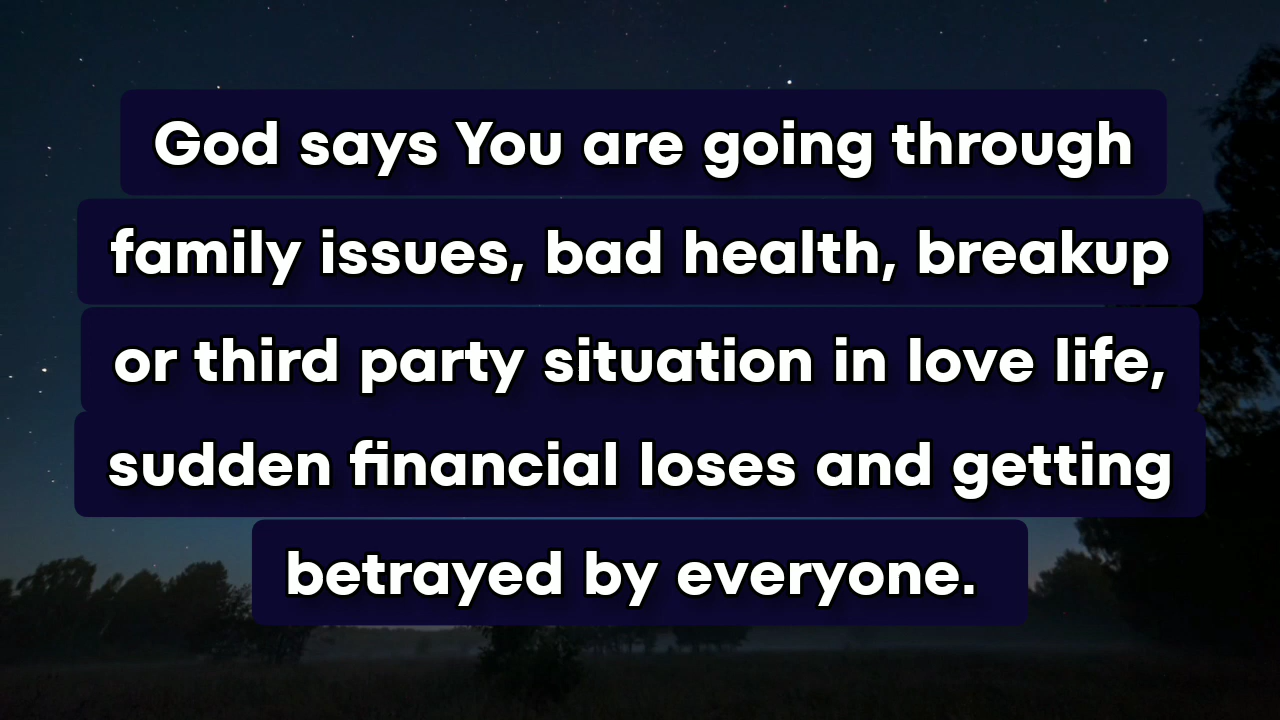 God says You are going through
family issues, bad health, breakup
or third party situation in love life,
sudden financial loses and getting
betrayed by everyone.